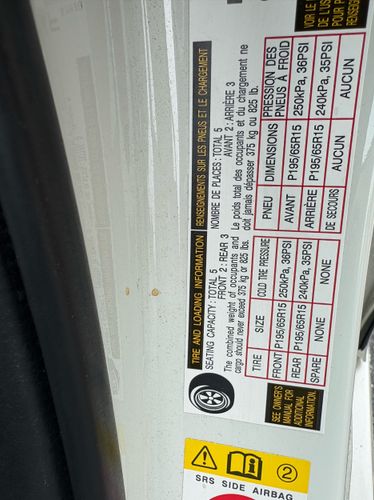 TIRE AND LOADING INFORMATION
SEATING CAPACITY : TOTAL 5
FRONT 2 : REAR 3
The combined weight of occupants and
cargo should never exceed 375 kg or 825 lbs.
TIRE SIZE COLD TIRE PRESSURE
FRONT P195/65R15 250kPa, 36PSI
REAR P195/65R15 240kPa, 35PSI
SPARE NONE NONE
SEE OWNER'S
MANUAL FOR
ADDITIONAL
INFORMATION.
RENSEIGNEMENTS SUR LES PNEUS ET LE CHARGEMENT
NOMBRE DE PLACES : TOTAL 5
AVANT 2 : ARRIÈRE 3
Le poids total des occupants et du chargement ne
doit jamais dépasser 375 kg ou 825 lb.
PNEU DIMENSIONS PRESSION DES
PNEUS À FROID
AVANT P195/65R15 250kPa, 36PSI
ARRIÈRE P195/65R15 240kPa, 35PSI
DE SECOURS AUCUN AUCUN
VOIR LE
DE L'US
POUR P
RENSEIGNE
2
SRS SIDE AIRBAG